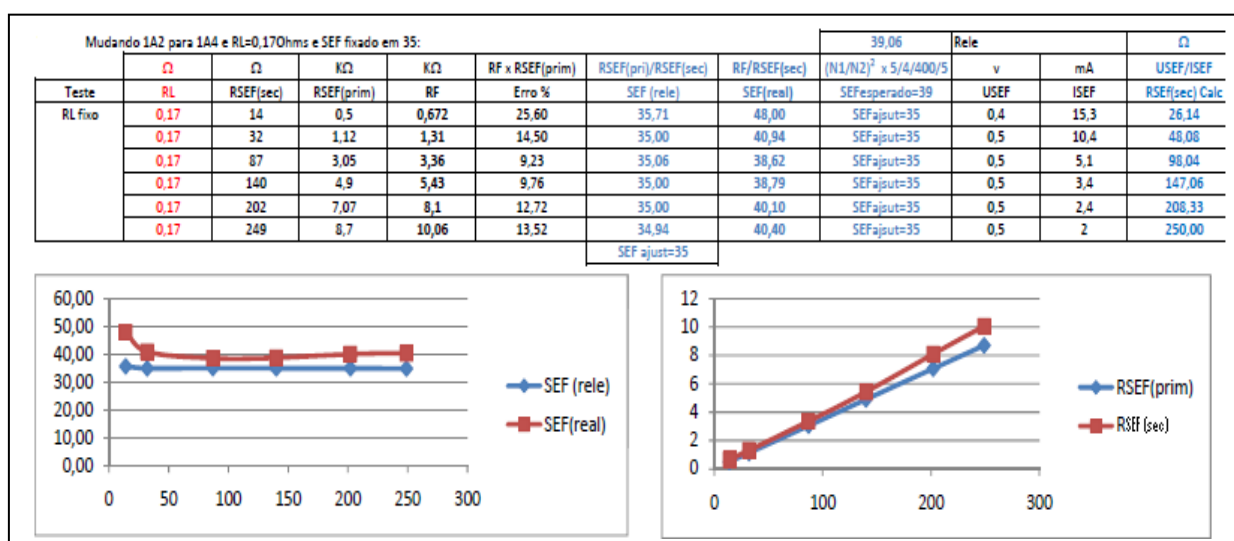 Mudando 1A2 para 1A4 e RL=0,17Ohms e SEF fixado em 35: 39,06 Rele Ω
Ω Ω KΩ KΩ RF x RSEF(prim) RSEF(pri)/RSEF(sec) RF/RSEF(sec) (N1/N2)² x 5/4/400/5 v mA USEF/ISEF
Teste RL RSEF(sec) RSEF(prim) RF Erro % SEF (rele) SEF(real) SEFesperado=39 USEF ISEF RSEf(sec) Calc
RL fixo 0,17 14 0,5 0,672 25,60 35,71 48,00 SEFajsut=35 0,4 15,3 26,14
0,17 32 1,12 1,31 14,50 35,00 40,94 SEFajsut=35 0,5 10,4 48,08
0,17 87 3,05 3,36 9,23 35,06 38,62 SEFajsut=35 0,5 5,1 98,04
0,17 140 4,9 5,43 9,76 35,00 38,79 SEFajsut=35 0,5 3,4 147,06
0,17 202 7,07 8,1 12,72 35,00 40,10 SEFajsut=35 0,5 2,4 208,33
0,17 249 8,7 10,06 13,52 34,94 40,40 SEFajsut=35 0,5 2 250,00
SEF ajust=35
60,00
50,00
40,00
30,00
20,00
10,00
0,00
0 50 100 150 200 250 300
SEF (rele)
SEF(real)
12
10
8
6
4
2
0
0 100 200 300
RSEF(prim)
RSEF (sec)